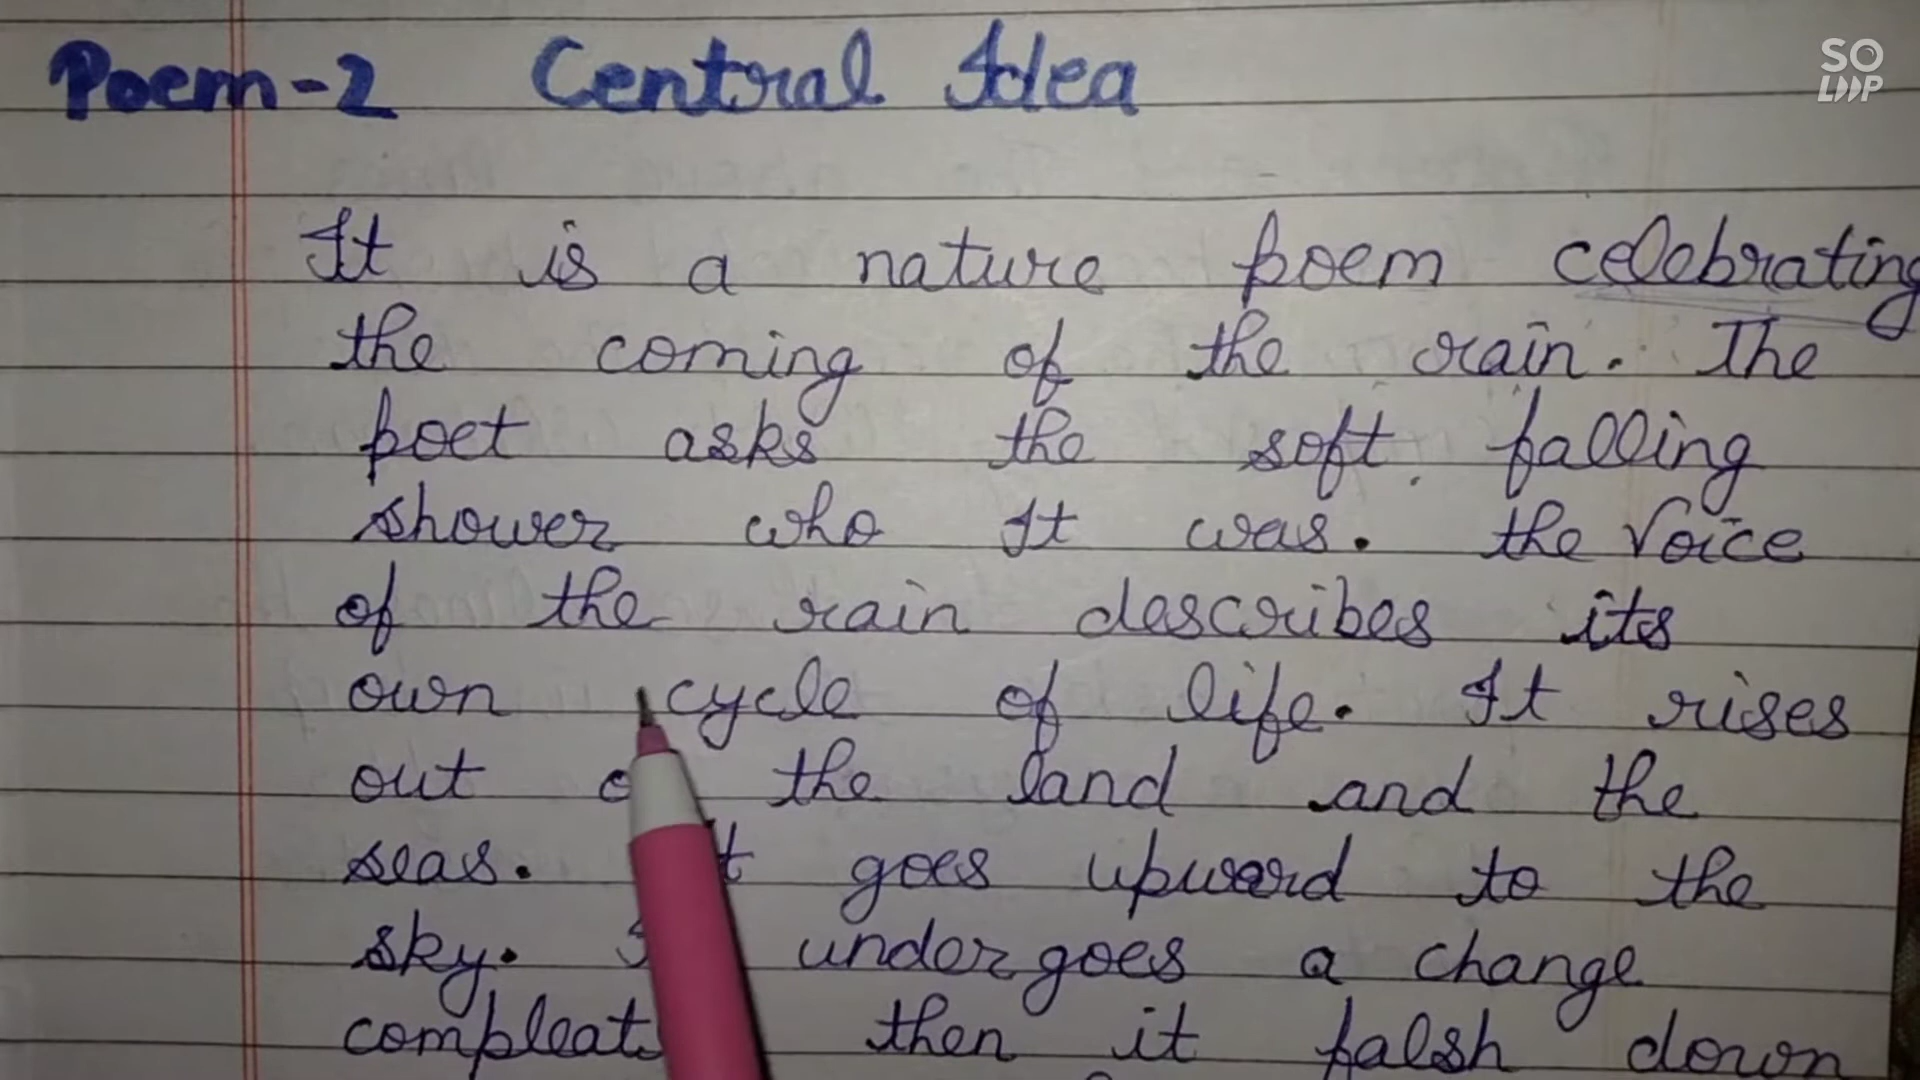 Poem-2 Central Idea
SO
LOOP
It is a nature poem celebrating
the coming of the rain. The
poet asks the soft falling
shower who It was. the Voice
of the rain describes its
own cycle of life. It rises
out the land and the
seas. goes upward to the
sky. undergoes a change
then it falsh down